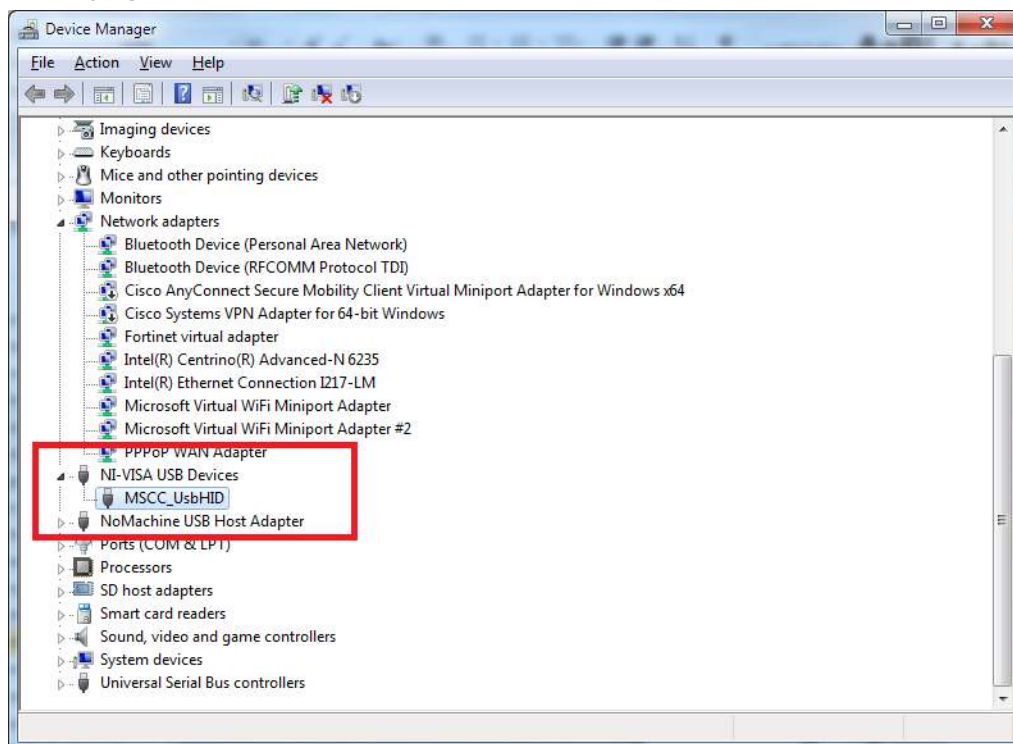 Device Manager
File Action View Help
Imaging devices
Keyboards
Mice and other pointing devices
Monitors
Network adapters
Bluetooth Device (Personal Area Network)
Bluetooth Device (RFCOMM Protocol TDI)
Cisco AnyConnect Secure Mobility Client Virtual Miniport Adapter for Windows x64
Cisco Systems VPN Adapter for 64-bit Windows
Fortinet virtual adapter
Intel(R) Centrino(R) Advanced-N 6235
Intel(R) Ethernet Connection I217-LM
Microsoft Virtual WiFi Miniport Adapter
Microsoft Virtual WiFi Miniport Adapter #2
PPPoP WAN Adapter
NI-VISA USB Devices
MSCC_UsbHID
NoMachine USB Host Adapter
Ports (COM & LPT)
Processors
SD host adapters
Smart card readers
Sound, video and game controllers
System devices
Universal Serial Bus controllers